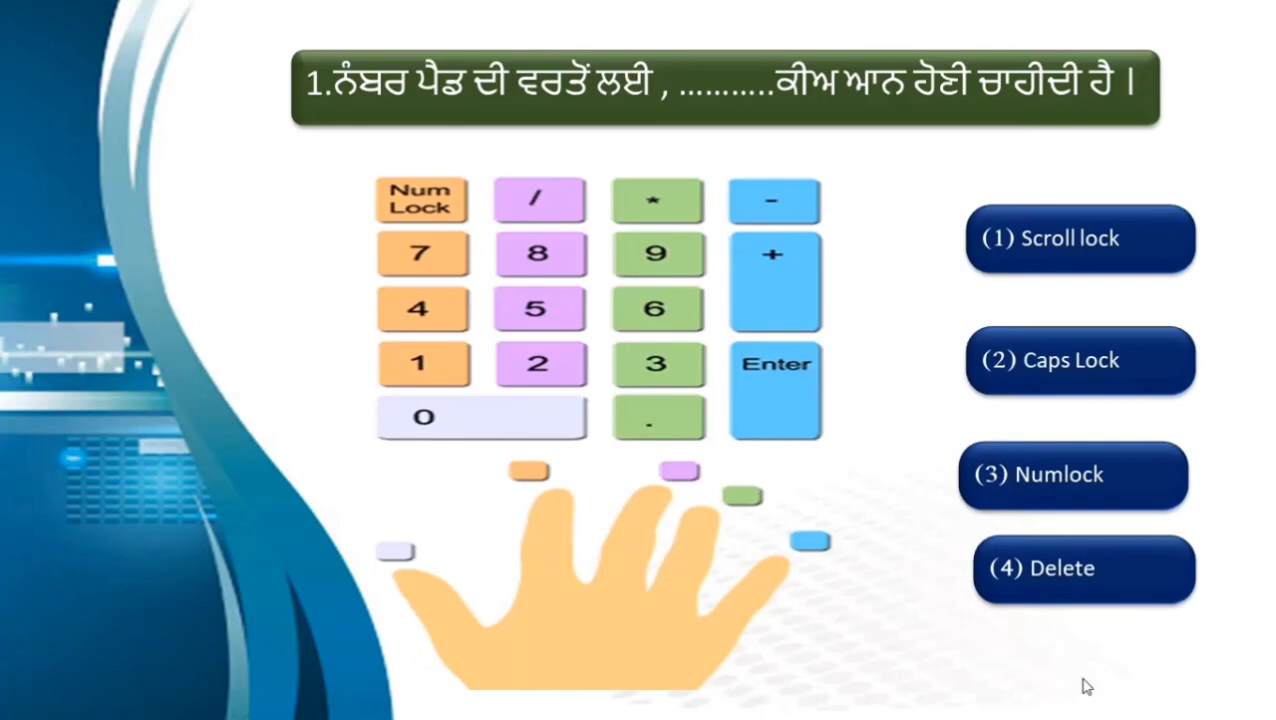 1.ਨੰਬਰ ਪੈਡ ਦੀ ਵਰਤੋਂ ਲਈ , ...........ਕੀਅ ਆਨ ਹੋਣੀ ਚਾਹੀਦੀ ਹੈ ।
Num
Lock
/
*
-
7
8
9
+
4
5
6
1
2
3
Enter
0
.
(1) Scroll lock
(2) Caps Lock
(3) Numlock
(4) Delete